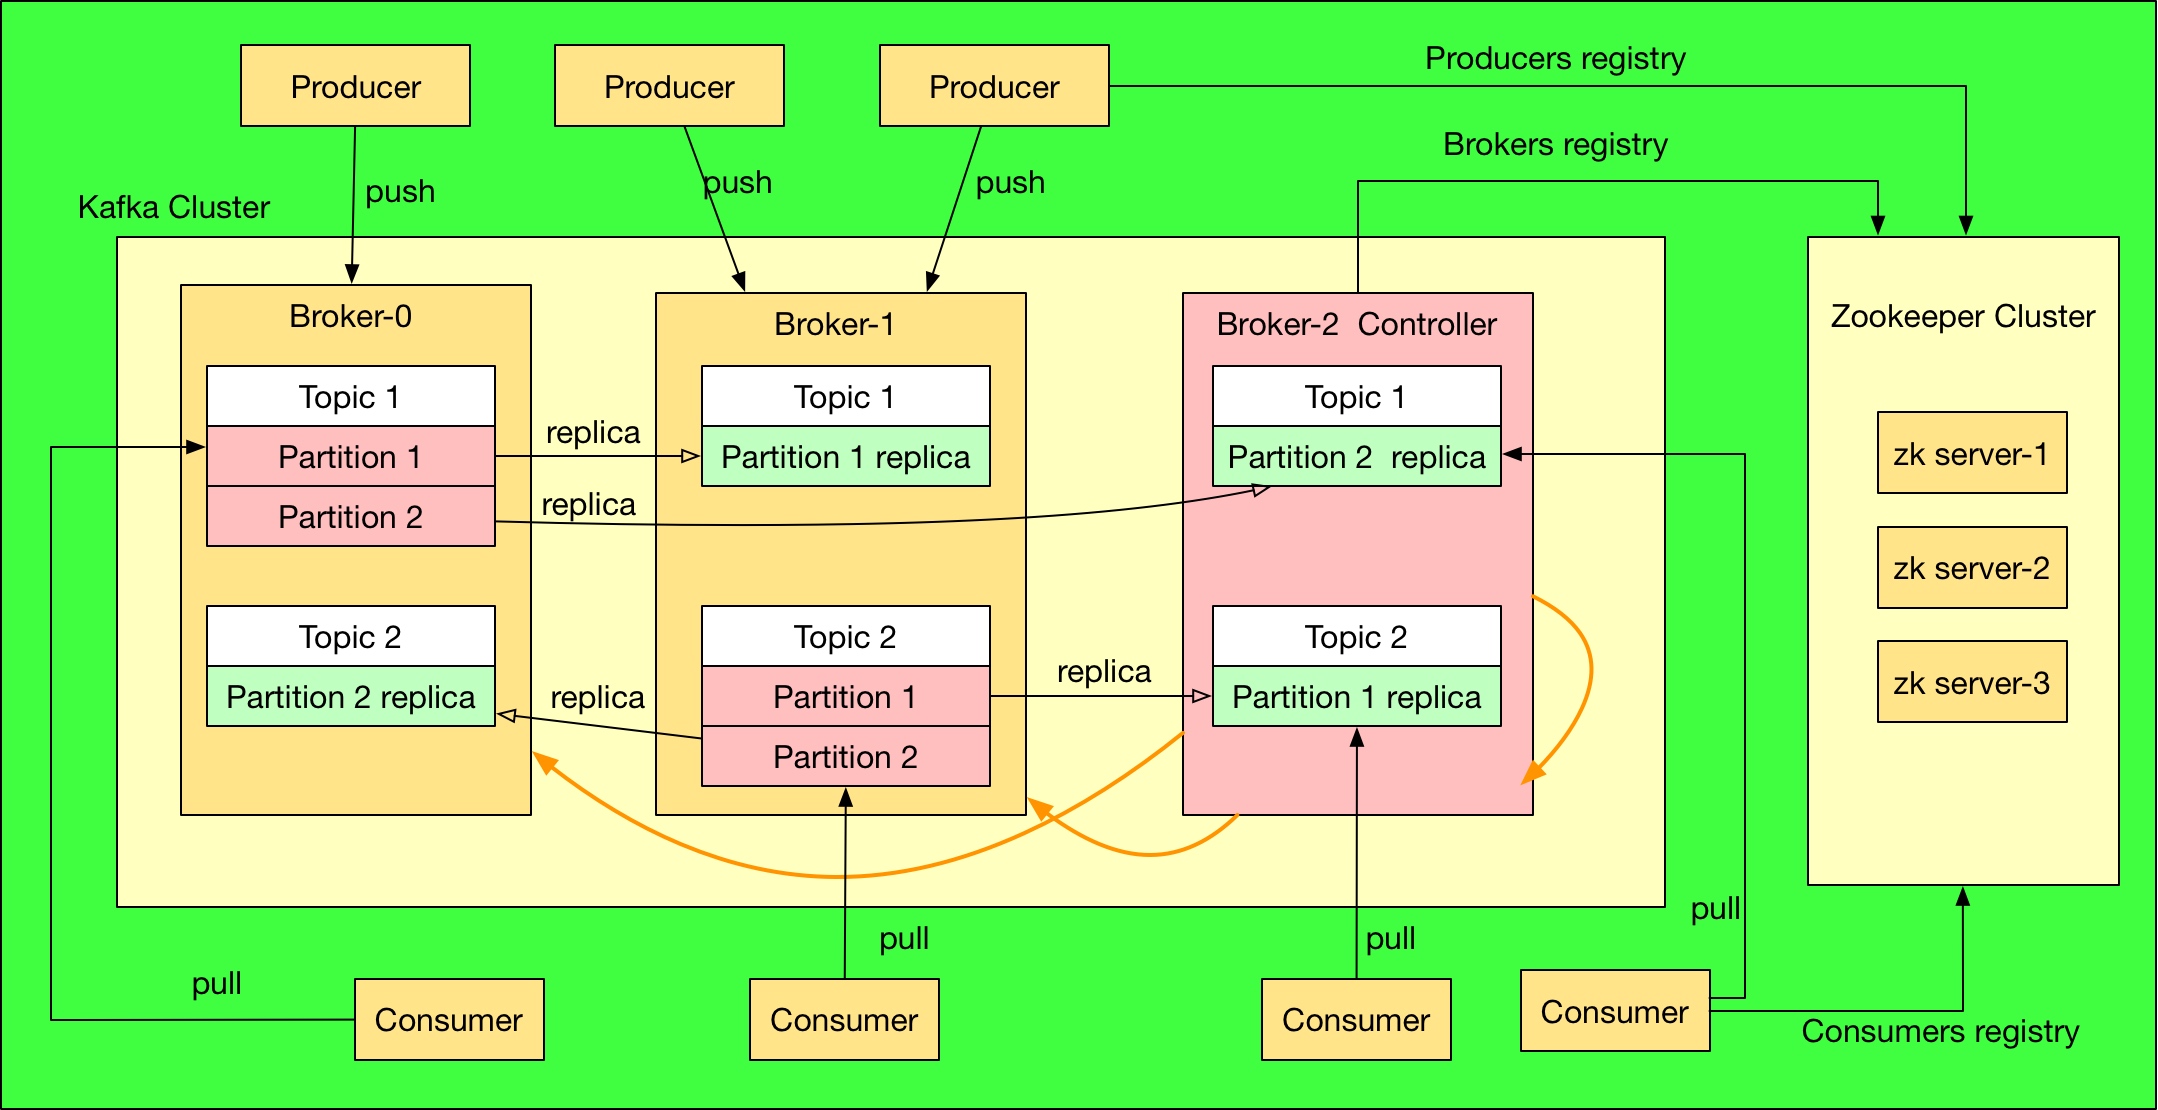 Producer
Producer
Producer
Producers registry
Brokers registry
push
push
push
Kafka Cluster
Broker-0
Topic 1
Partition 1
Partition 2
Topic 2
Partition 2 replica
replica
replica
replica
Broker-1
Topic 1
Partition 1 replica
Topic 2
Partition 1
Partition 2
replica
Broker-2  Controller
Topic 1
Partition 2  replica
Topic 2
Partition 1 replica
Zookeeper Cluster
zk server-1
zk server-2
zk server-3
pull
pull
pull
pull
Consumer
Consumer
Consumer
Consumer
Consumers registry